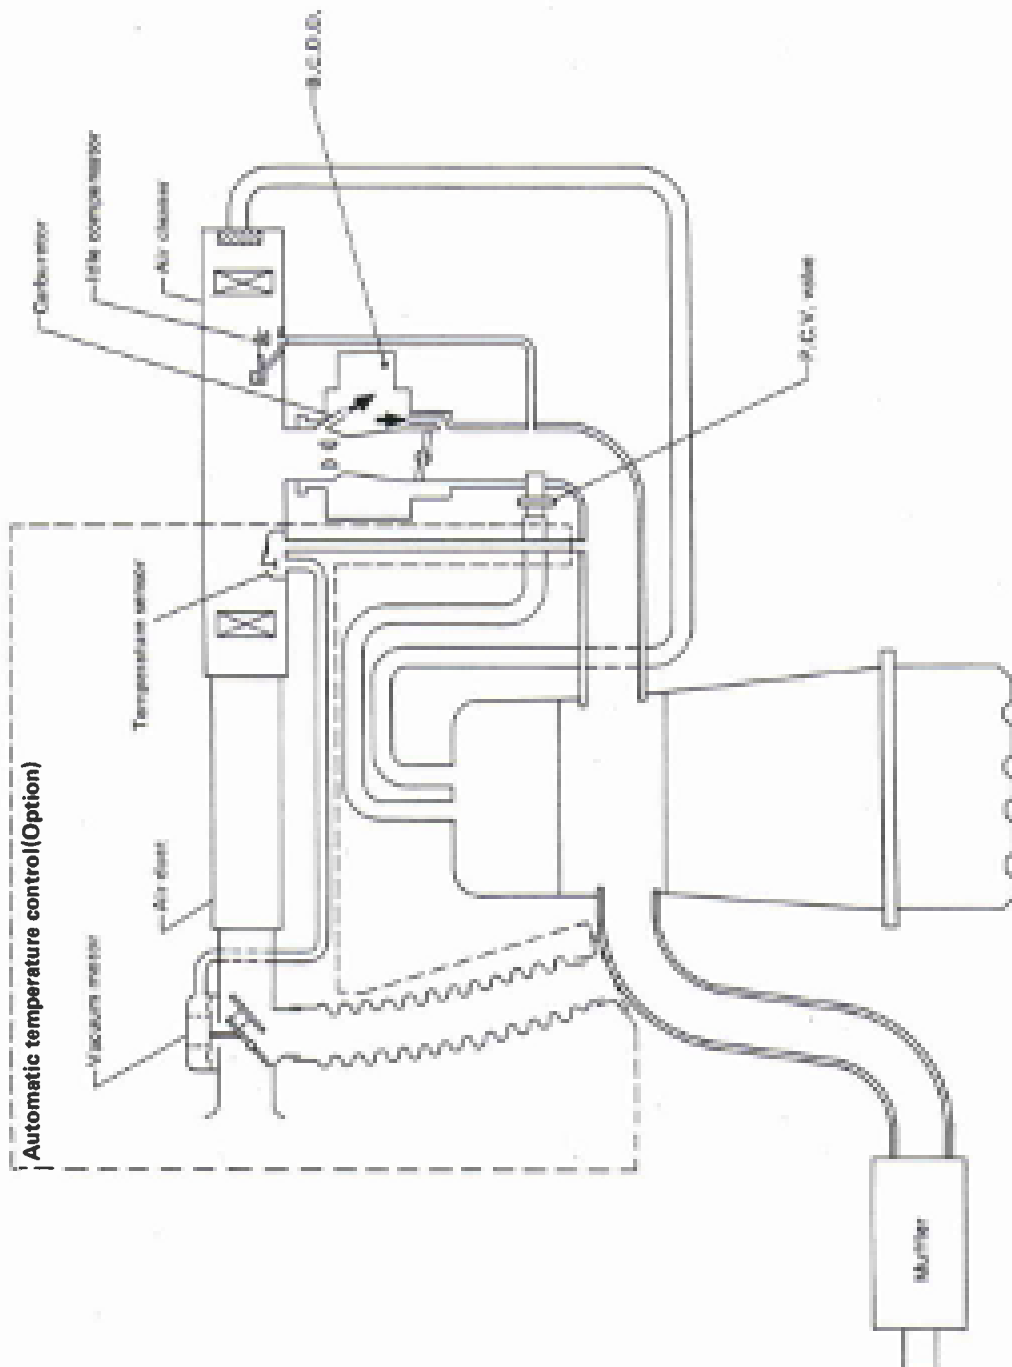 B.C.D.D.
Idle compensator
Air cleaner
Carburetor
P.C.V. valve
Temperature sensor
Automatic temperature control(Option)
Air duct
Vacuum motor
Muffler